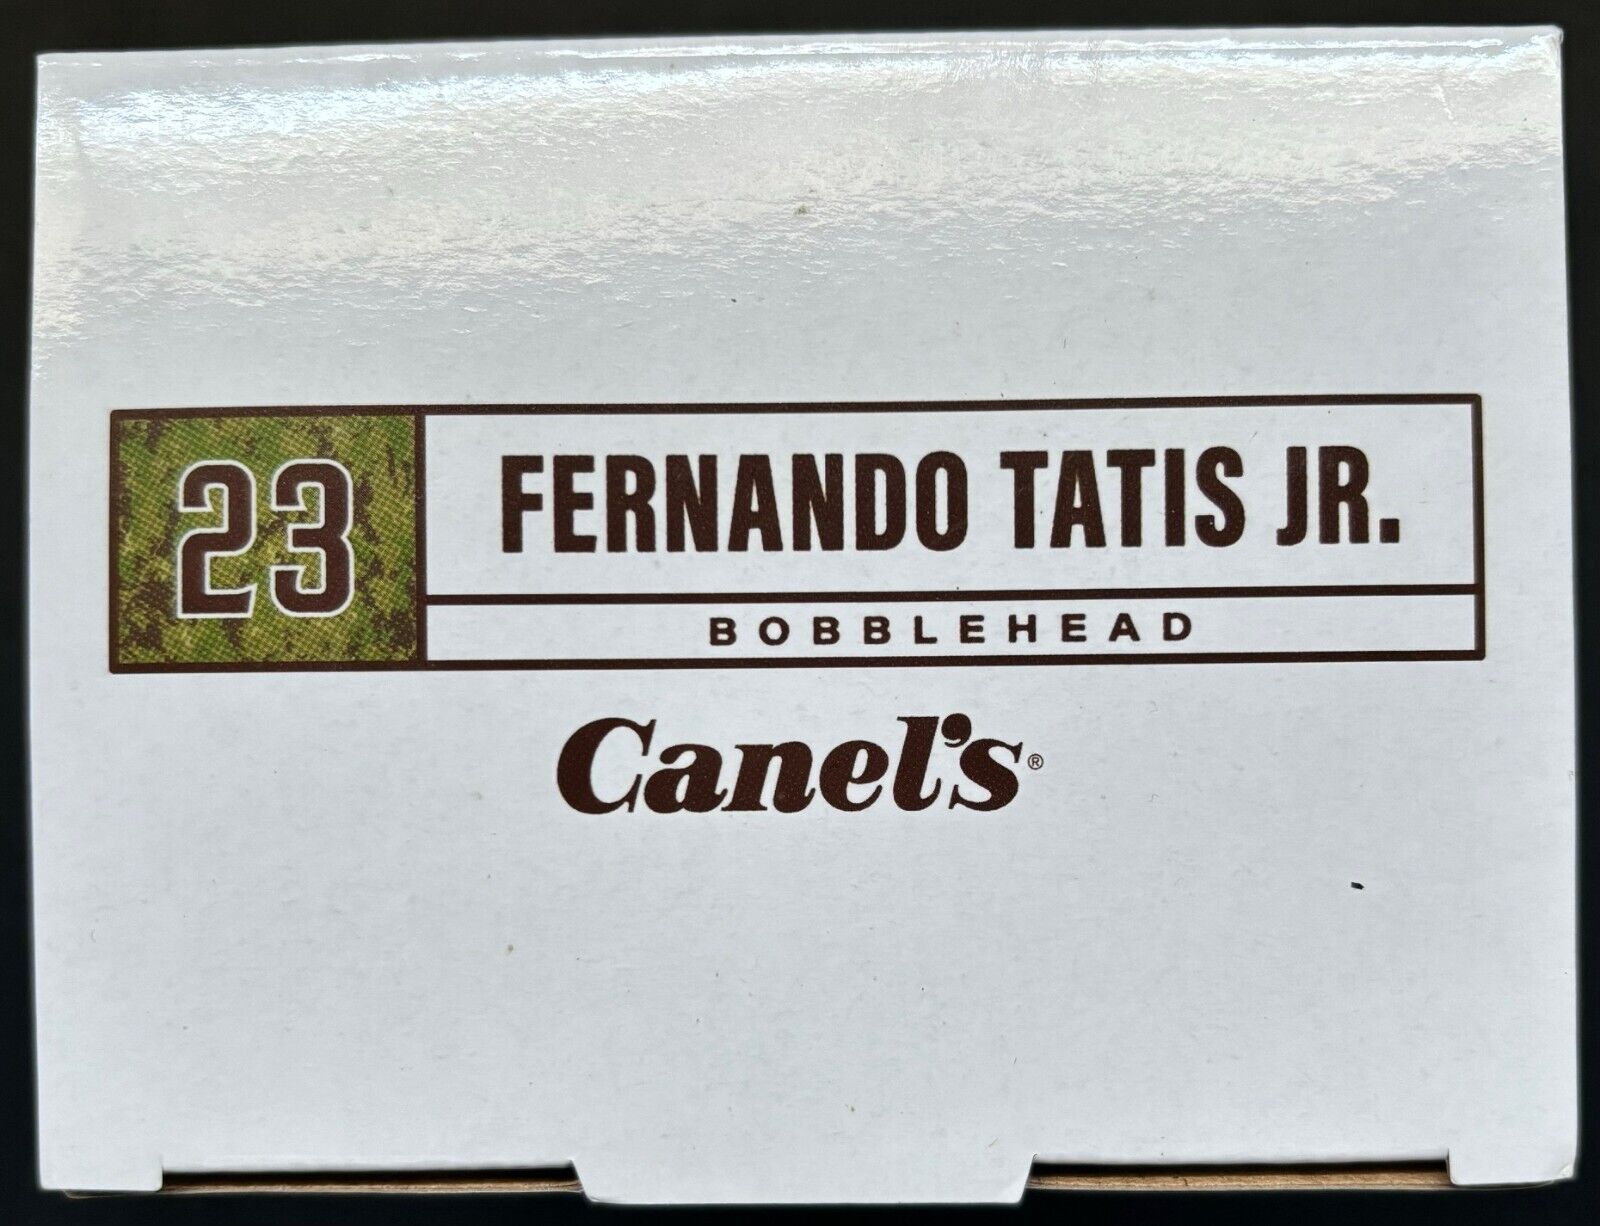 23
FERNANDO TATIS JR.
BOBBLEHEAD
Canel's®